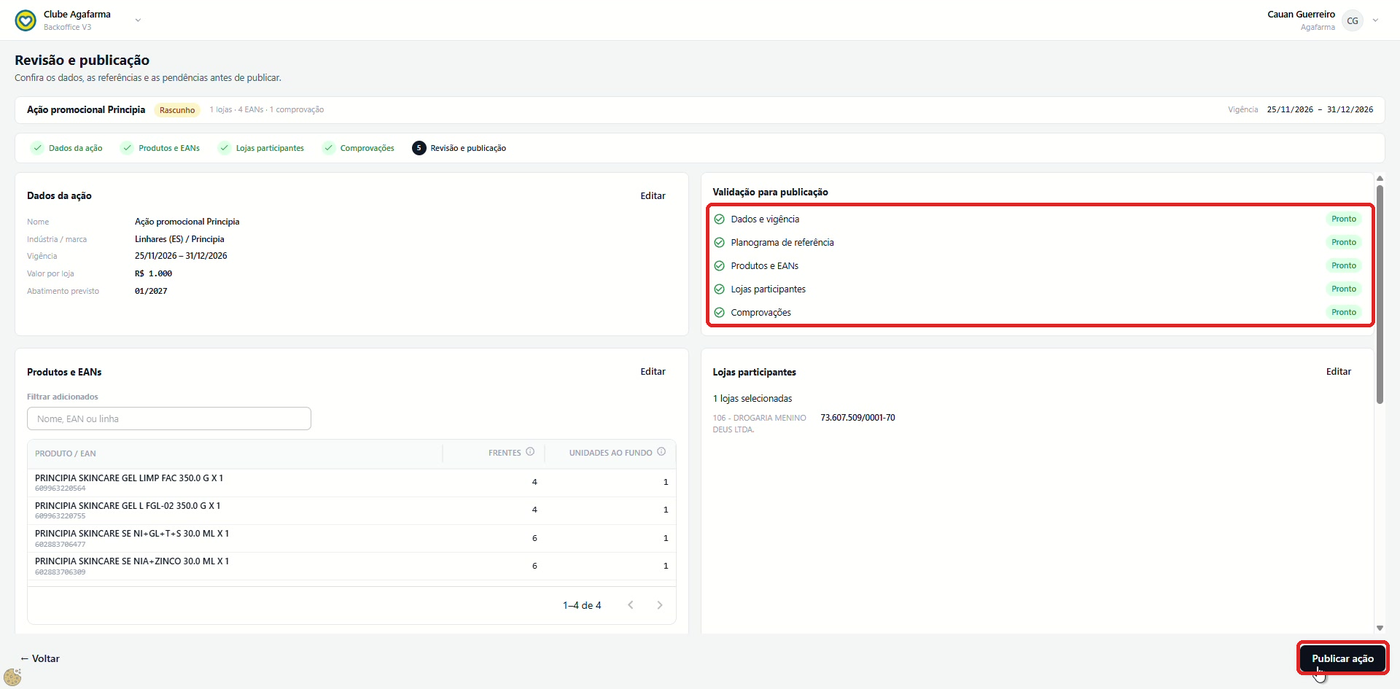 Clube Agafarma
Backoffice V3
Cauan Guerreiro
Agafarma
CG
Revisão e publicação
Confira os dados, as referências e as pendências antes de publicar.
Ação promocional Principia Rascunho 1 lojas · 4 EANs · 1 comprovação
Vigência 25/11/2026 – 31/12/2026
Dados da ação Produtos e EANs Lojas participantes Comprovações 5 Revisão e publicação
Dados da ação Editar
Nome Ação promocional Principia
Indústria / marca Linhares (ES) / Principia
Vigência 25/11/2026 – 31/12/2026
Valor por loja R$ 1.000
Abatimento previsto 01/2027
Validação para publicação
Dados e vigência Pronto
Planograma de referência Pronto
Produtos e EANs Pronto
Lojas participantes Pronto
Comprovações Pronto
Produtos e EANs Editar
Filtrar adicionados
Nome, EAN ou linha
PRODUTO / EAN FRENTES UNIDADES AO FUNDO
PRINCIPIA SKINCARE GEL LIMP FAC 350.0 G X 1 4 1
609963220564
PRINCIPIA SKINCARE GEL L FGL-02 350.0 G X 1 4 1
609963220755
PRINCIPIA SKINCARE SE NI+GL+T+S 30.0 ML X 1 6 1
602883706477
PRINCIPIA SKINCARE SE NIA+ZINCO 30.0 ML X 1 6 1
602883706309
1–4 de 4
Lojas participantes Editar
1 lojas selecionadas
106 - DROGARIA MENINO 73.607.509/0001-70
DEUS LTDA.
← Voltar
Publicar ação